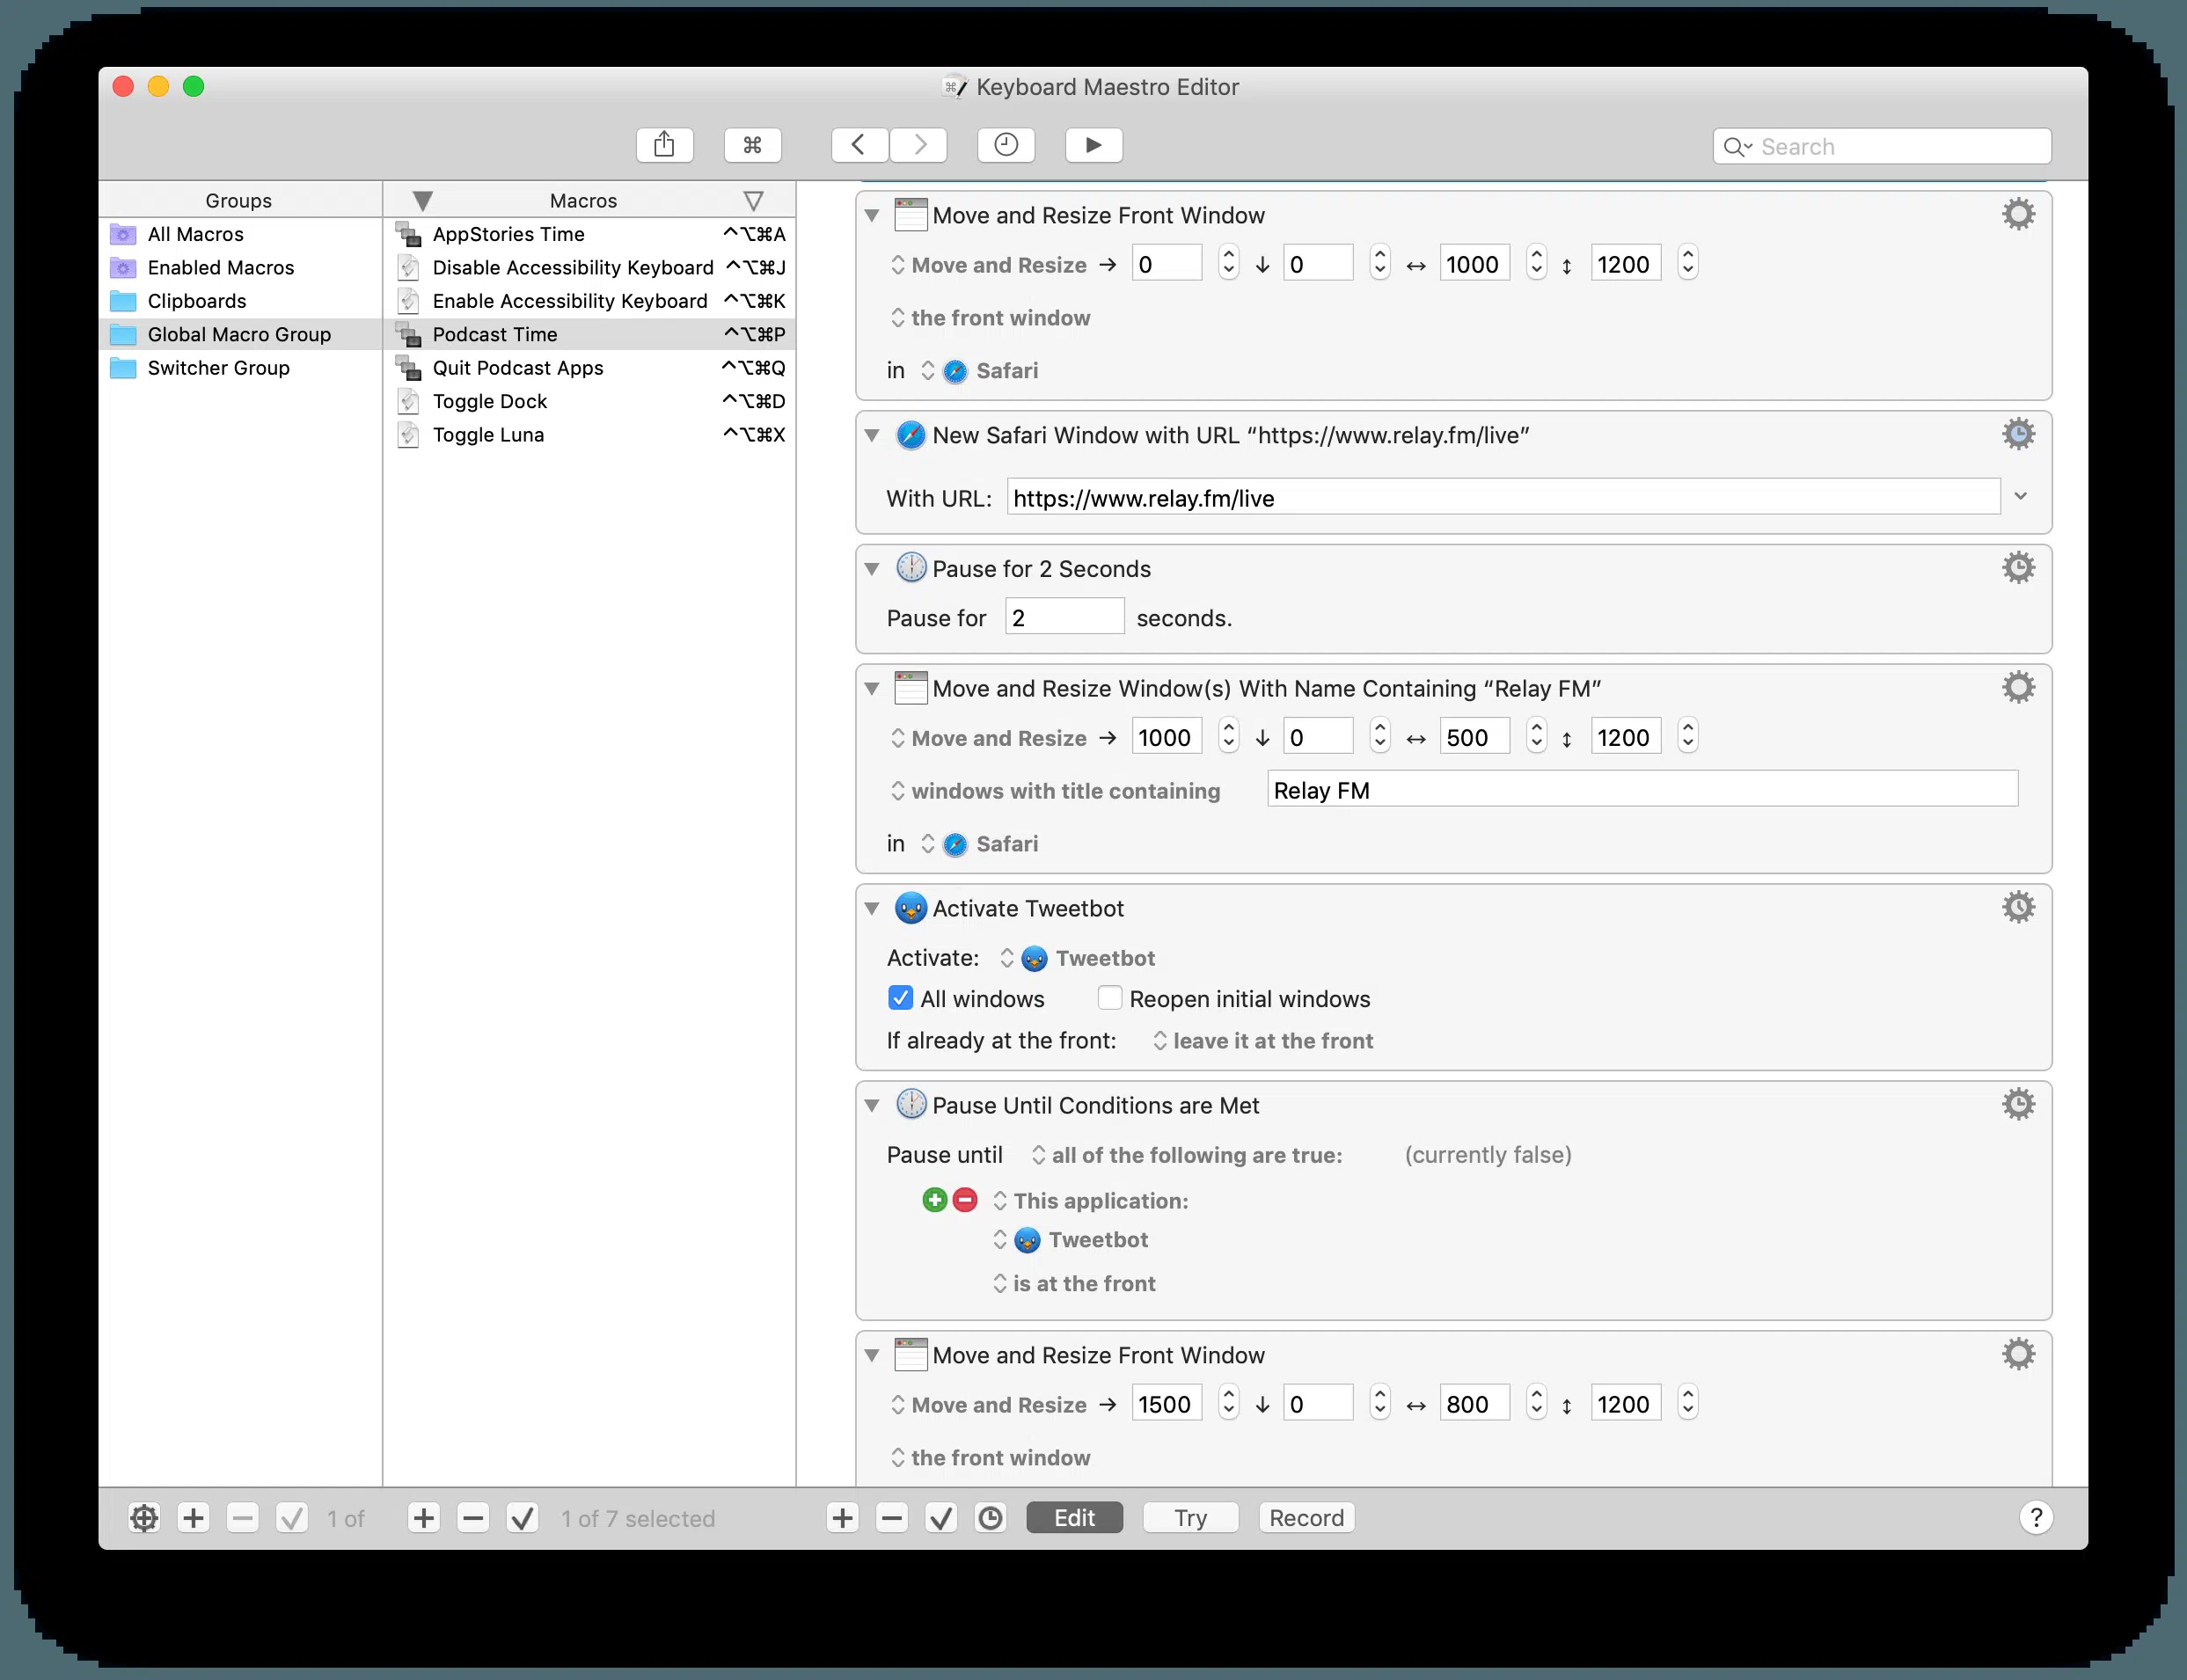 Keyboard Maestro Editor
Search
Groups
Macros
All Macros
Enabled Macros
Clipboards
Global Macro Group
Switcher Group
AppStories Time ^⌥⌘A
Disable Accessibility Keyboard ^⌥⌘J
Enable Accessibility Keyboard ^⌥⌘K
Podcast Time ^⌥⌘P
Quit Podcast Apps ^⌥⌘Q
Toggle Dock ^⌥⌘D
Toggle Luna ^⌥⌘X
Move and Resize Front Window
Move and Resize → 0 ↓ 0 ↔ 1000 ↕ 1200
the front window
in Safari
New Safari Window with URL “https://www.relay.fm/live”
With URL: https://www.relay.fm/live
Pause for 2 Seconds
Pause for 2 seconds.
Move and Resize Window(s) With Name Containing “Relay FM”
Move and Resize → 1000 ↓ 0 ↔ 500 ↕ 1200
windows with title containing Relay FM
in Safari
Activate Tweetbot
Activate: Tweetbot
All windows Reopen initial windows
If already at the front: leave it at the front
Pause Until Conditions are Met
Pause until all of the following are true: (currently false)
This application:
Tweetbot
is at the front
Move and Resize Front Window
Move and Resize → 1500 ↓ 0 ↔ 800 ↕ 1200
the front window
1 of
1 of 7 selected
Edit Try Record ?